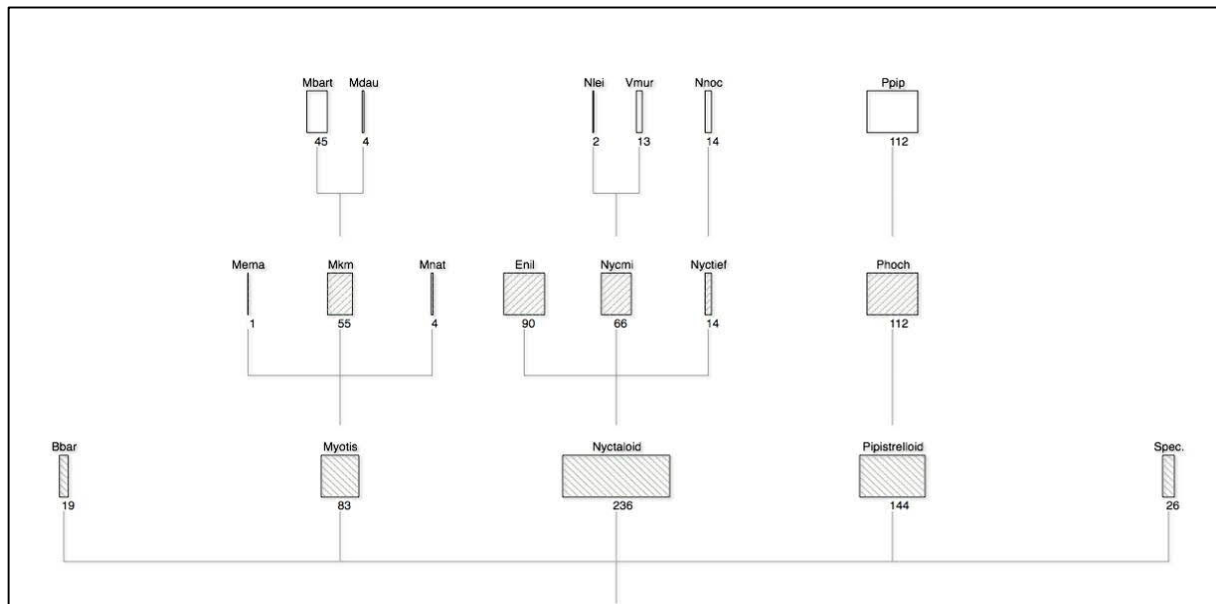 Mbart Mdau Nlei Vmur Nnoc Ppip
45 4 2 13 14 112
Mema Mkm Mnat Enil Nycmi Nyctief Phoch
1 55 4 90 66 14 112
Bbar Myotis Nyctaloid Pipistrelloid Spec.
19 83 236 144 26